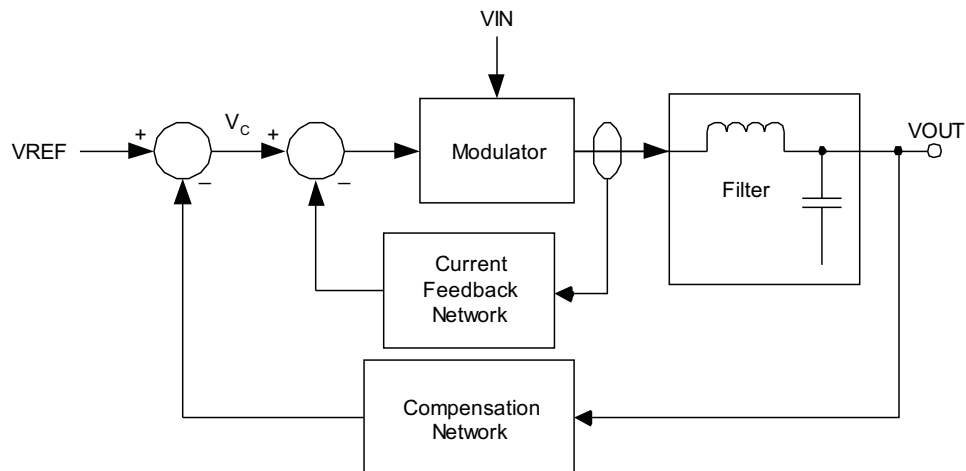 VIN
VREF
+
V_C
+
Modulator
VOUT
–
–
Filter
Current
Feedback
Network
Compensation
Network